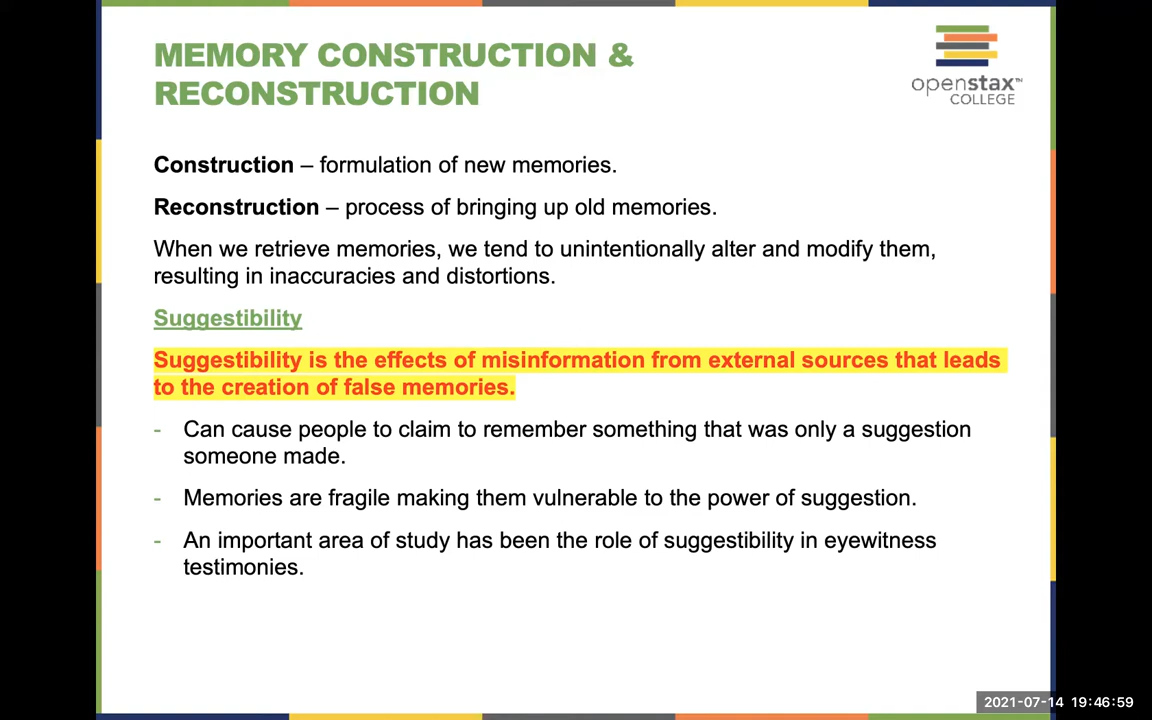 MEMORY CONSTRUCTION &
RECONSTRUCTION
openstax™
COLLEGE
Construction – formulation of new memories.
Reconstruction – process of bringing up old memories.
When we retrieve memories, we tend to unintentionally alter and modify them,
resulting in inaccuracies and distortions.
Suggestibility
Suggestibility is the effects of misinformation from external sources that leads
to the creation of false memories.
- Can cause people to claim to remember something that was only a suggestion
someone made.
- Memories are fragile making them vulnerable to the power of suggestion.
- An important area of study has been the role of suggestibility in eyewitness
testimonies.
2021-07-14 19:46:59